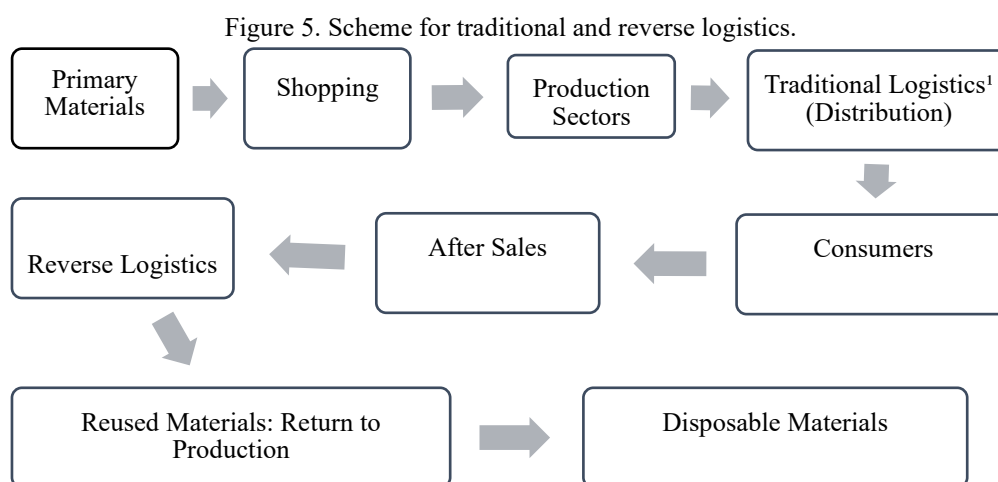 Figure 5. Scheme for traditional and reverse logistics.
Primary
Materials
Shopping
Production
Sectors
Traditional Logistics¹
(Distribution)
Consumers
After Sales
Reverse Logistics
Reused Materials: Return to
Production
Disposable Materials